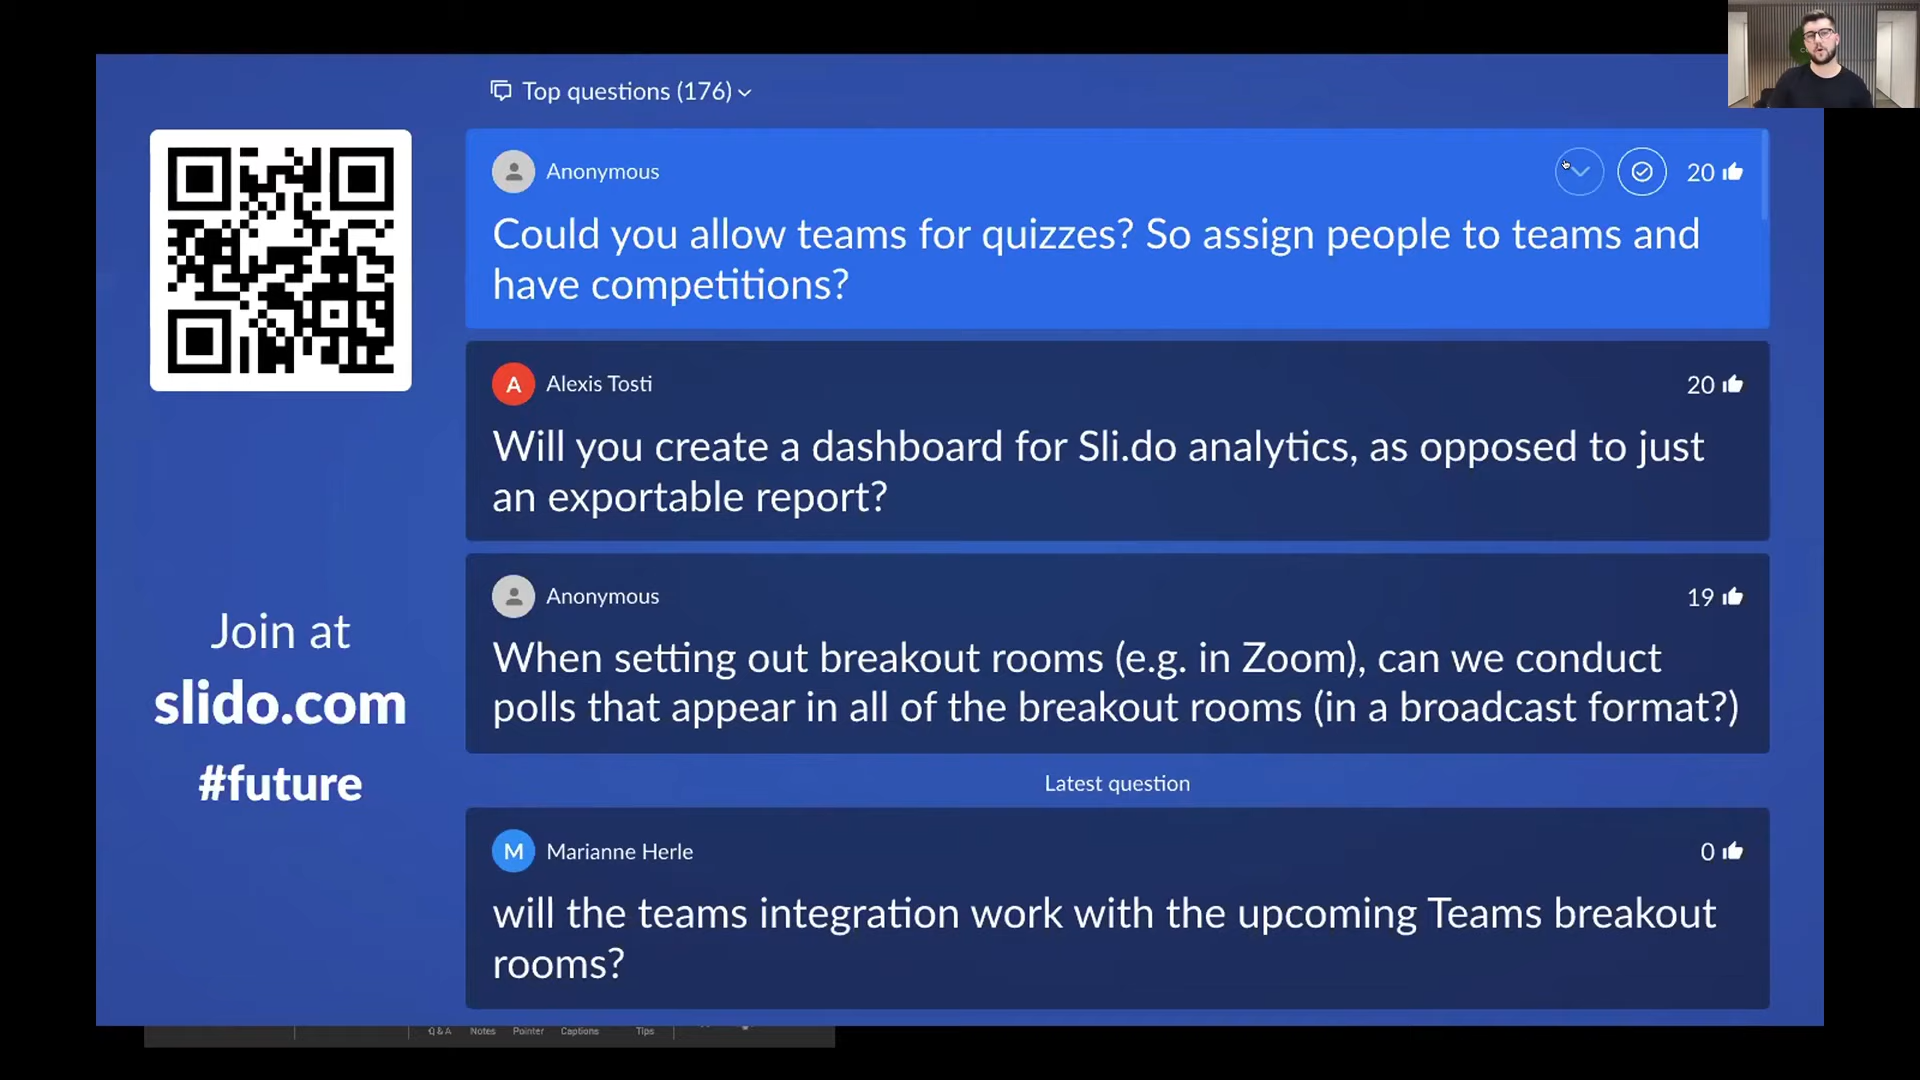 Top questions (176)
Anonymous
20
Could you allow teams for quizzes? So assign people to teams and
have competitions?
A
Alexis Tosti
20
Will you create a dashboard for Sli.do analytics, as opposed to just
an exportable report?
Anonymous
19
When setting out breakout rooms (e.g. in Zoom), can we conduct
polls that appear in all of the breakout rooms (in a broadcast format?)
Latest question
M
Marianne Herle
0
will the teams integration work with the upcoming Teams breakout
rooms?
Join at
slido.com
#future
Q&A Notes Pointer Captions Tips